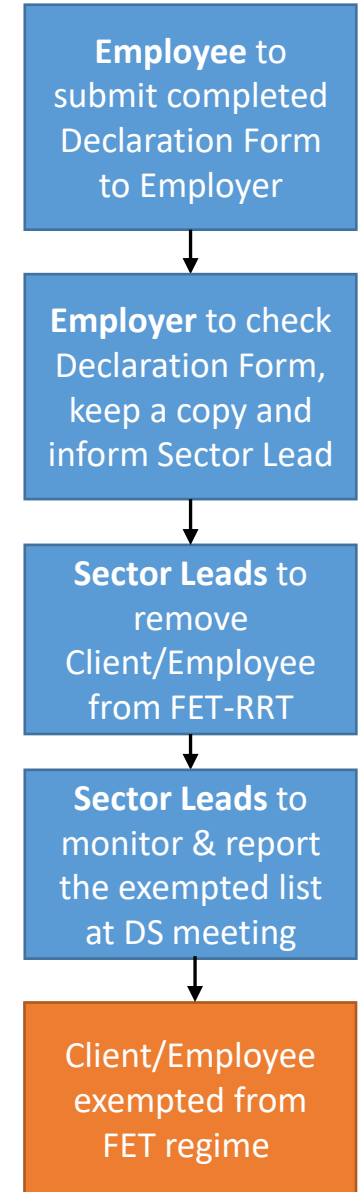 Employee to
submit completed
Declaration Form
to Employer
Employer to check
Declaration Form,
keep a copy and
inform Sector Lead
Sector Leads to
remove
Client/Employee
from FET-RRT
Sector Leads to
monitor & report
the exempted list
at DS meeting
Client/Employee
exempted from
FET regime